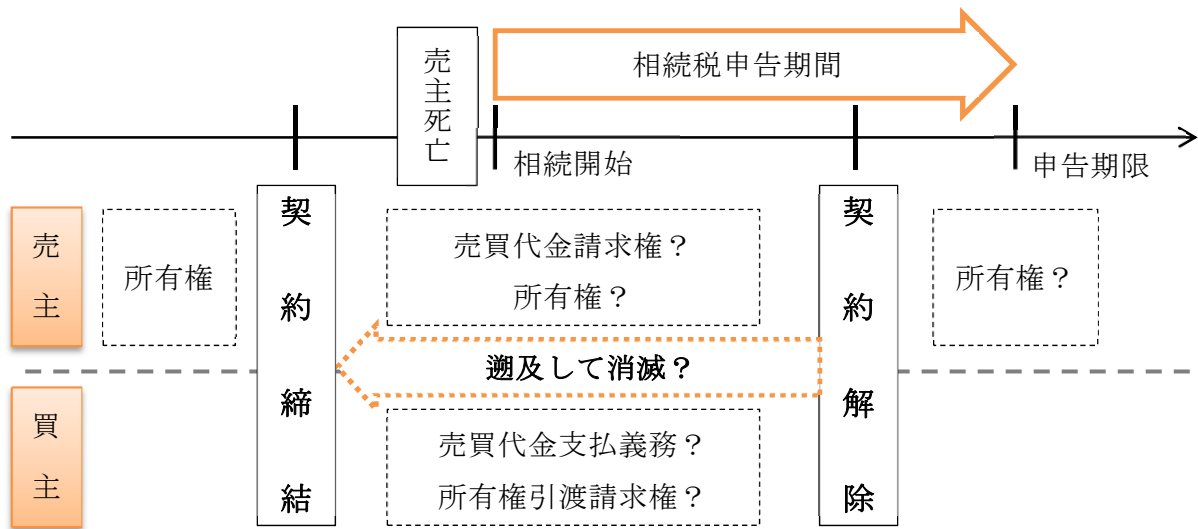 売主死亡
相続税申告期間
相続開始
申告期限
契約締結
契約解除
売主
所有権
売買代金請求権？
所有権？
所有権？
遡及して消滅？
買主
売買代金支払義務？
所有権引渡請求権？